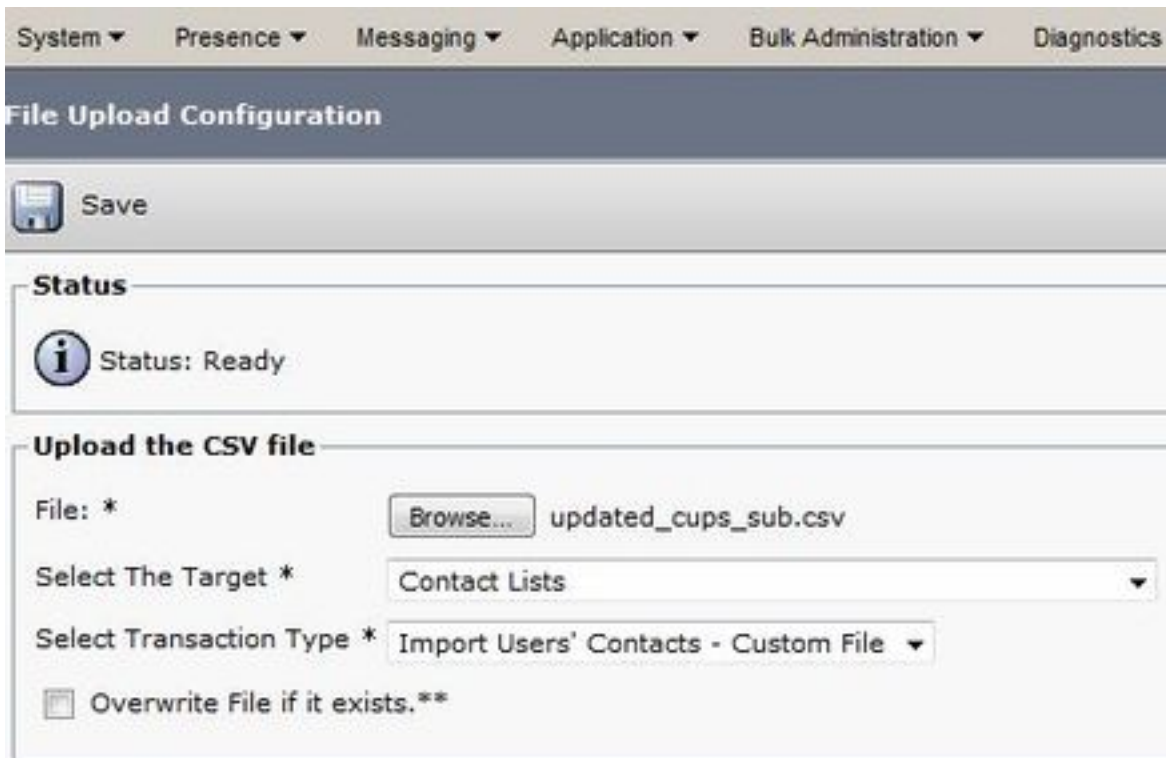 System Presence Messaging Application Bulk Administration Diagnostics
File Upload Configuration
Save
Status
Status: Ready
Upload the CSV file
File: * Browse... updated_cups_sub.csv
Select The Target * Contact Lists
Select Transaction Type * Import Users' Contacts - Custom File
Overwrite File if it exists.**